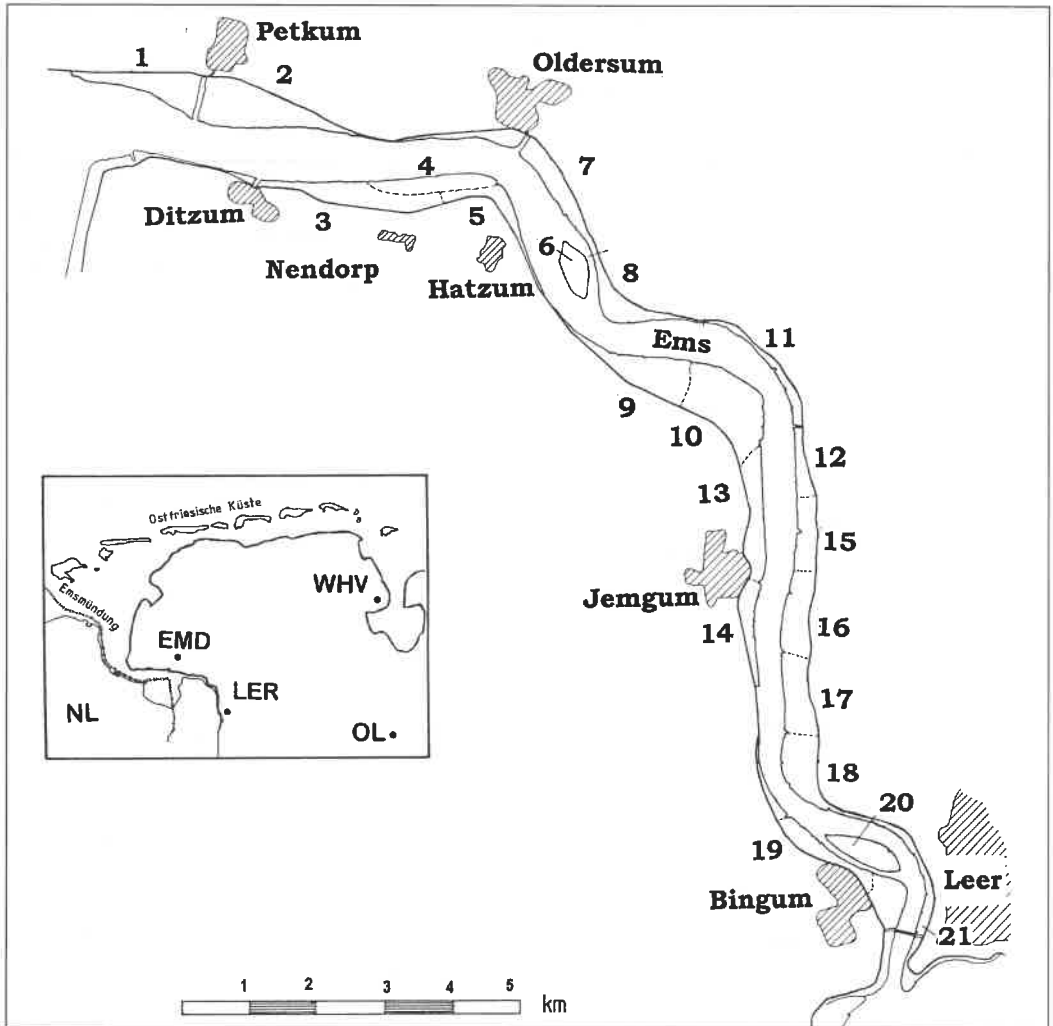 Petkum
1
2
Oldersum
7
4
Ditzum
3
5
Nendorp
Hatzum
6
8
Ems
11
9
10
12
13
15
Jemgum
14
16
17
18
20
19
Bingum
Leer
21
Ostfriesische Küste
Emsmündung
WHV
EMD
LER
NL
OL
1 2 3 4 5 km